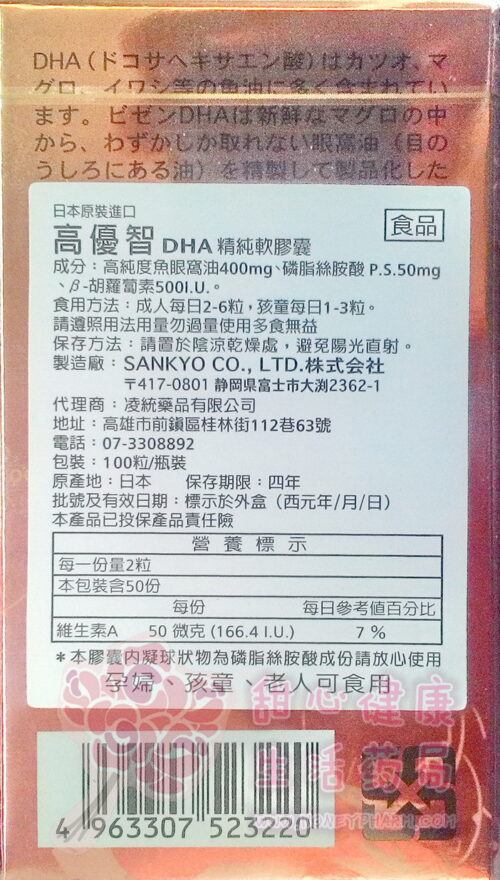 DHA（ドコサヘキサエン酸）はカツオ、マ
グロ、イワシ等の魚油に多く含まれてい
ます。ビゼンDHAは新鮮なマグロの中
から、わずかしか取れない眼窩油（目の
うしろにある油）を精製して製品化した
日本原裝進口
食品
高優智 DHA 精純軟膠囊
成分：高純度魚眼窩油400mg、磷脂絲胺酸 P.S.50mg
、β-胡蘿蔔素500I.U.。
食用方法：成人每日2-6粒，孩童每日1-3粒。
請遵照用法用量勿過量使用多食無益
保存方法：請置於陰涼乾燥處，避免陽光直射。
製造廠：SANKYO CO., LTD.株式会社
〒417-0801 静岡県富士市大渕2362-1
代理商：凌統藥品有限公司
地址：高雄市前鎮區桂林街112巷63號
電話：07-3308892
包裝：100粒/瓶裝
原產地：日本 保存期限：四年
批號及有效日期：標示於外盒（西元年/月/日）
本產品已投保產品責任險
營養標示
每一份量2粒
本包裝含50份
每份 每日參考值百分比
維生素A 50 微克 (166.4 I.U.) 7 %
＊本膠囊內凝球狀物為磷脂絲胺酸成份請放心使用
孕婦、孩童、老人可食用
甜心健康
生活药局
WWW.HONEYPHARM.COM
4 963307 523220